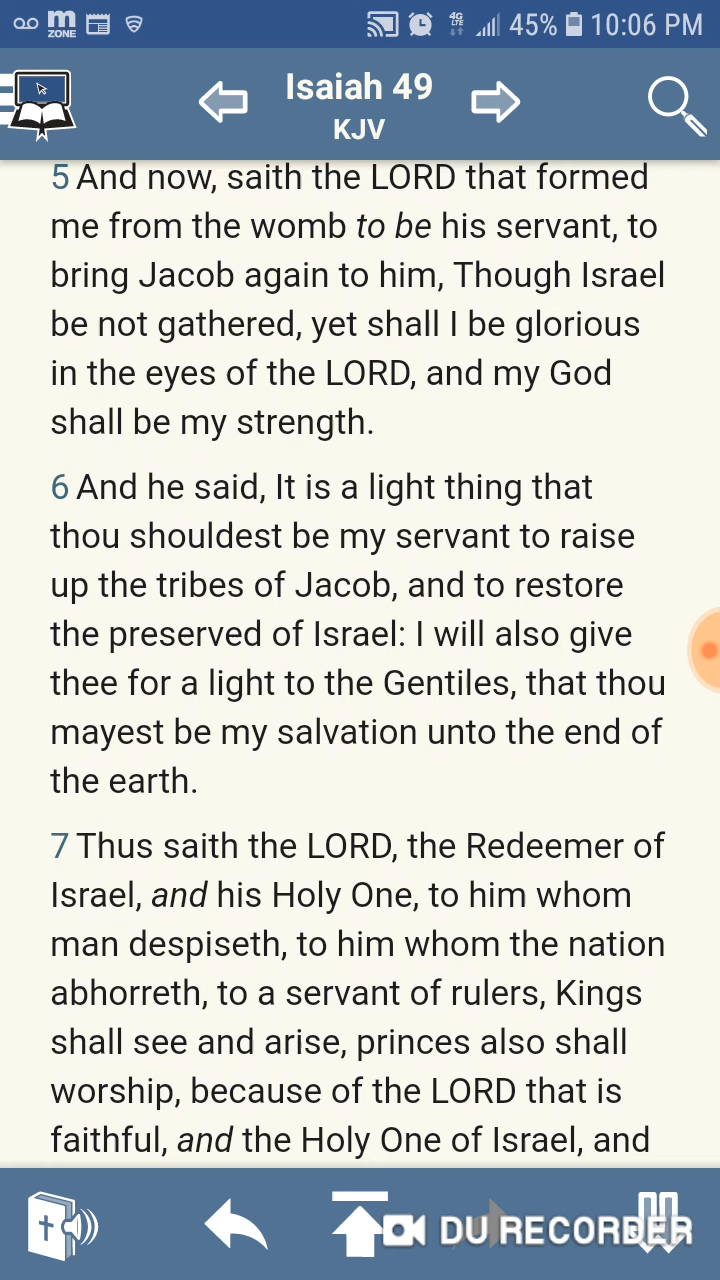 m
ZONE
4G
LTE
45%
10:06 PM
Isaiah 49
KJV
5 And now, saith the LORD that formed
me from the womb to be his servant, to
bring Jacob again to him, Though Israel
be not gathered, yet shall I be glorious
in the eyes of the LORD, and my God
shall be my strength.
6 And he said, It is a light thing that
thou shouldest be my servant to raise
up the tribes of Jacob, and to restore
the preserved of Israel: I will also give
thee for a light to the Gentiles, that thou
mayest be my salvation unto the end of
the earth.
7 Thus saith the LORD, the Redeemer of
Israel, and his Holy One, to him whom
man despiseth, to him whom the nation
abhorreth, to a servant of rulers, Kings
shall see and arise, princes also shall
worship, because of the LORD that is
faithful, and the Holy One of Israel, and
DU RECORDER